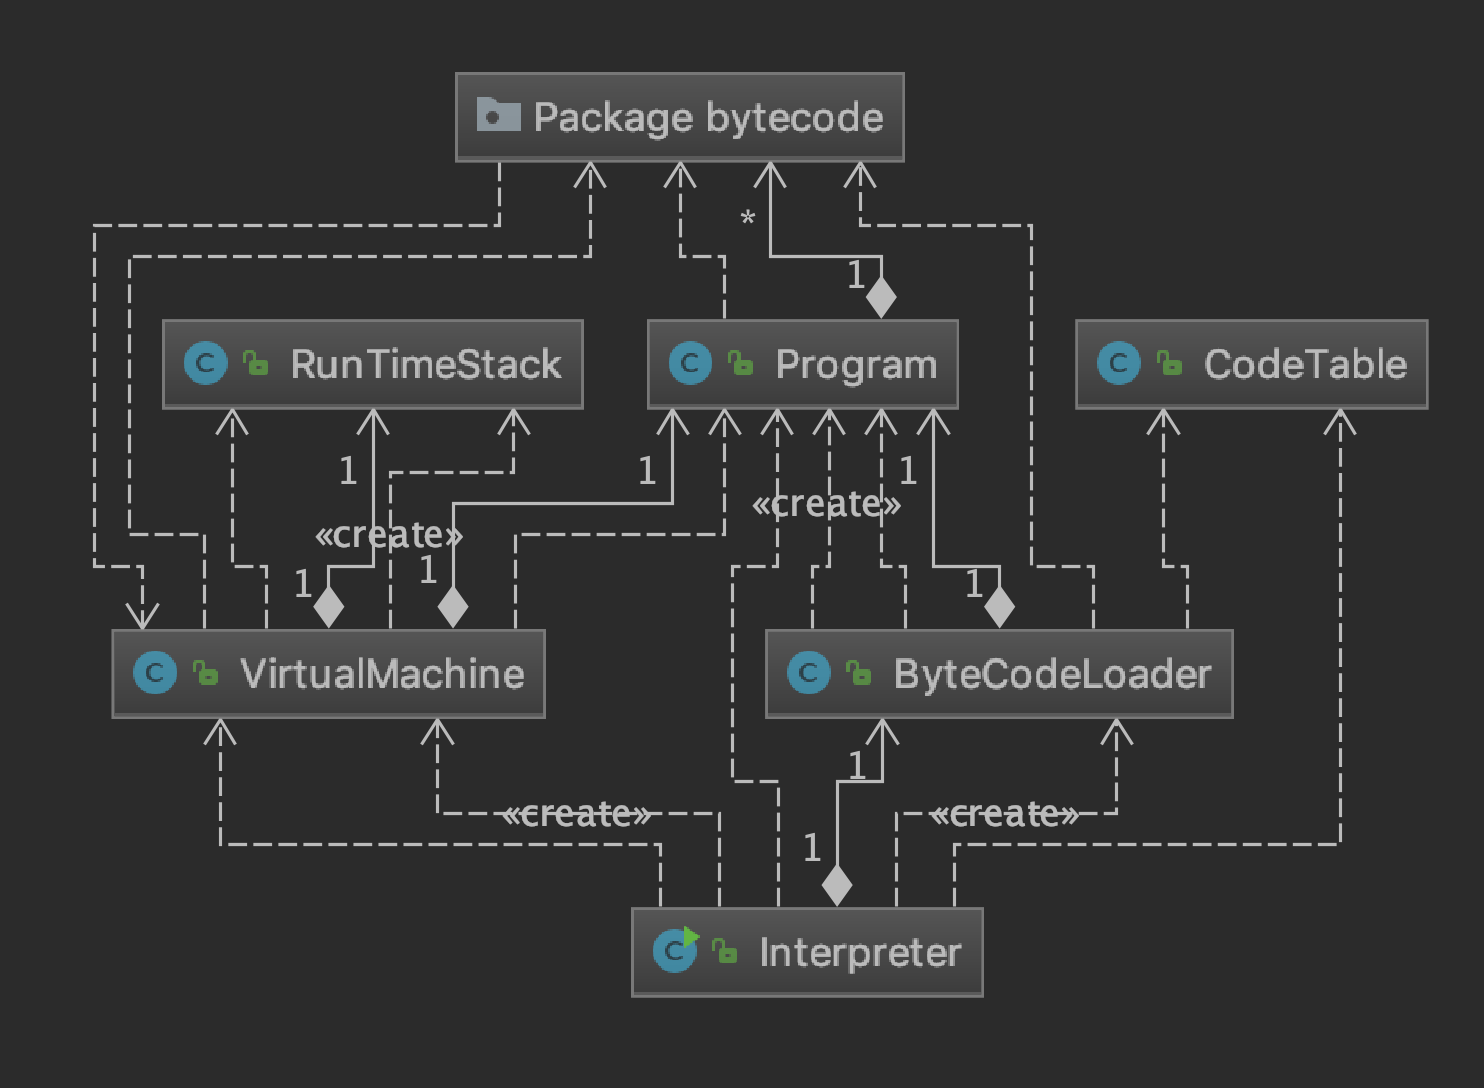 Package bytecode
*
1
RunTimeStack
Program
CodeTable
1
1
1
«create»
«create»
1
1
1
VirtualMachine
ByteCodeLoader
1
«create»
«create»
1
Interpreter